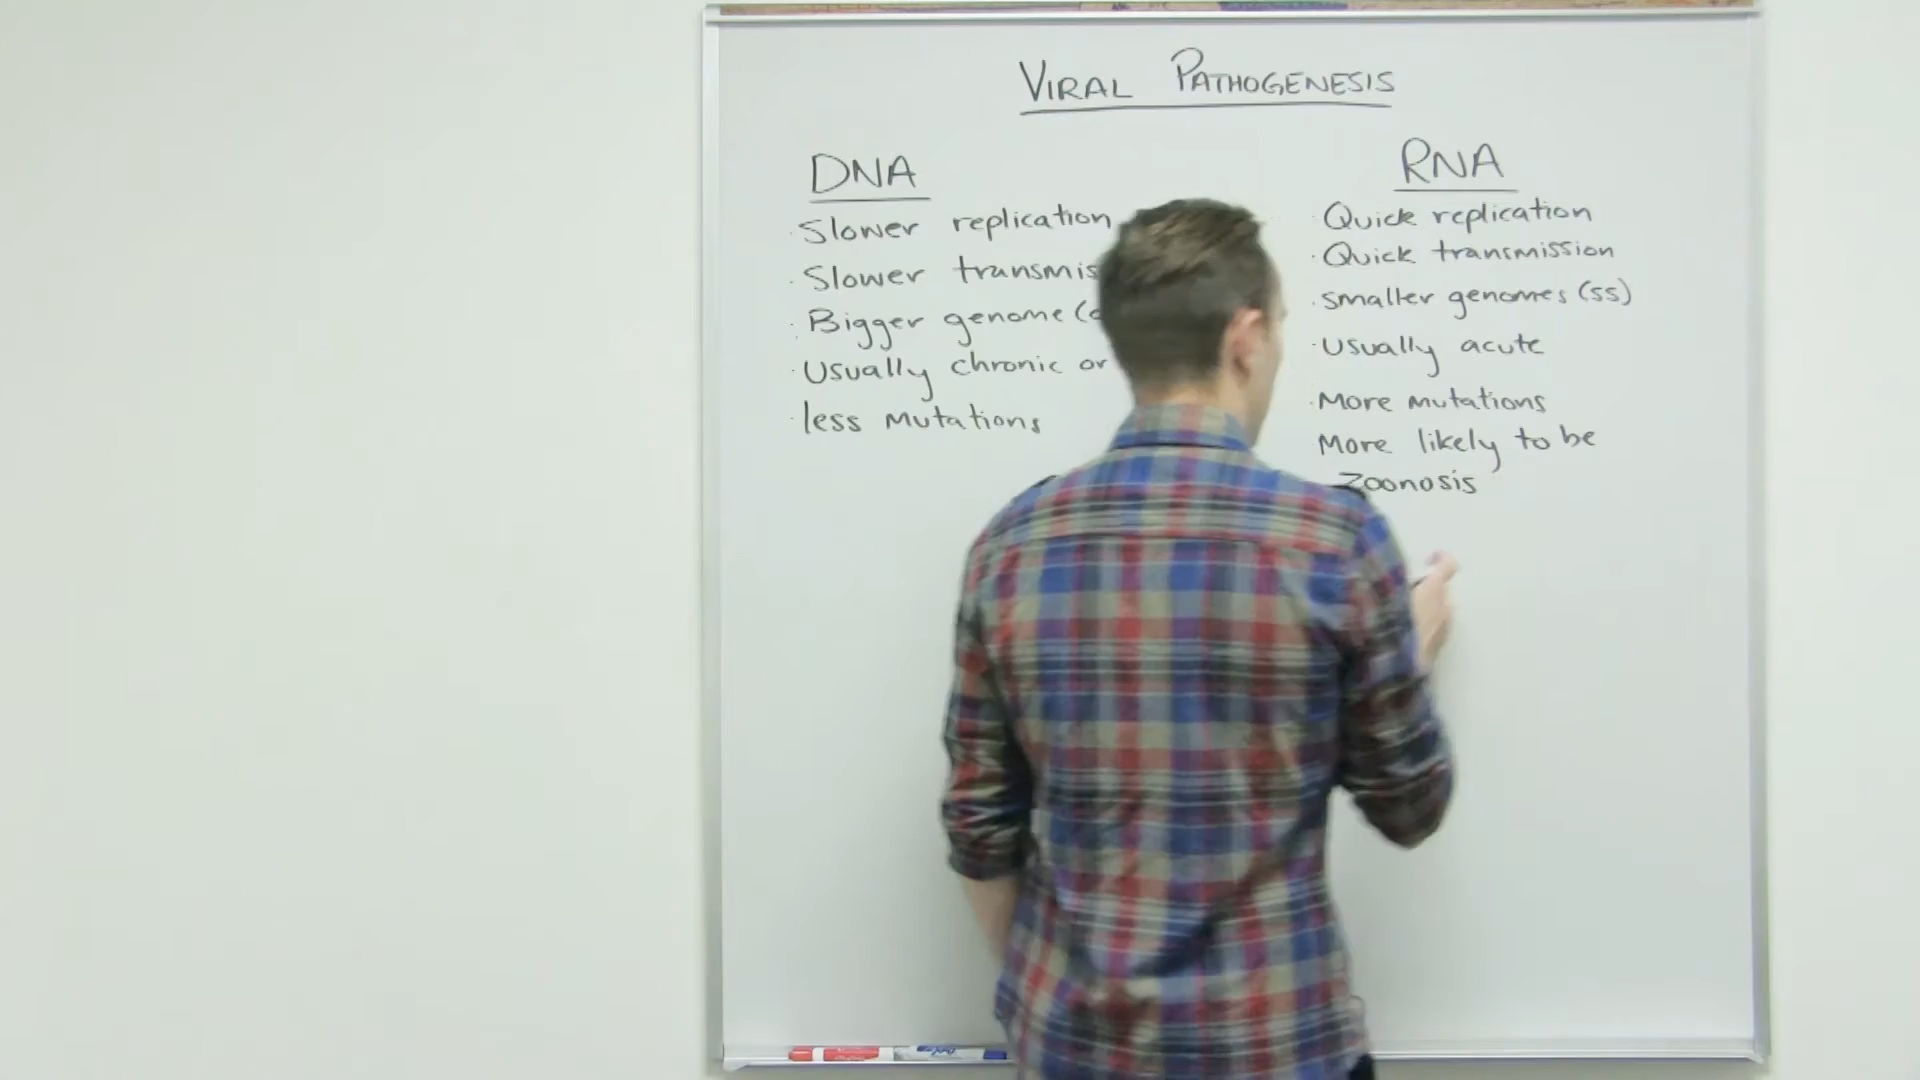 VIRAL PATHOGENESIS
DNA
· Slower replication
· Slower transmis
· Bigger genome (
· Usually chronic or
· less mutations
RNA
· Quick replication
· Quick transmission
· smaller genomes (ss)
· Usually acute
· More mutations
More likely to be
Zoonosis